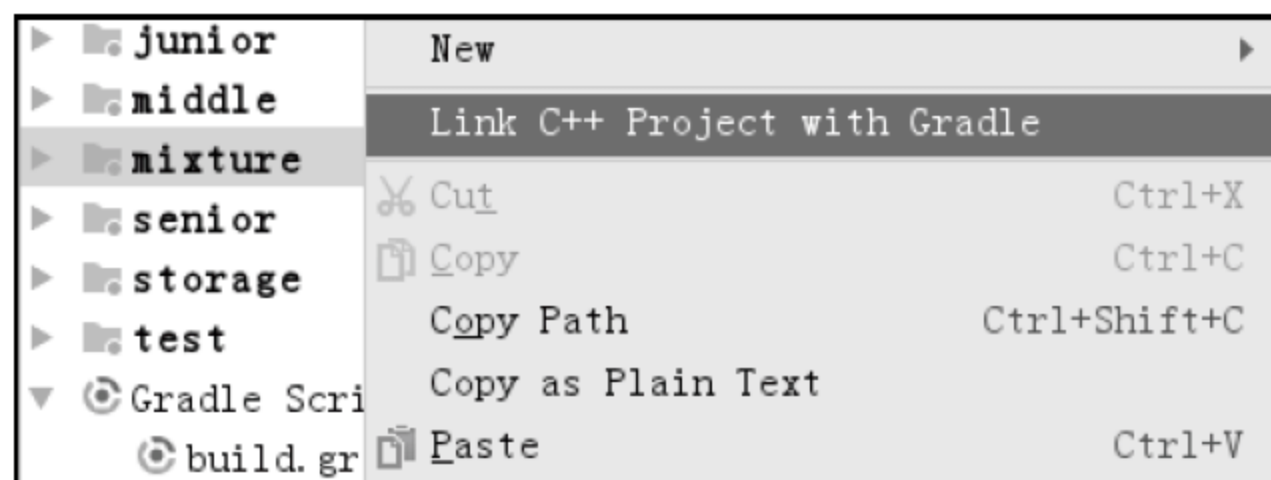 junior
middle
mixture
senior
storage
test
Gradle Scri
build.gr
New
Link C++ Project with Gradle
Cut Ctrl+X
Copy Ctrl+C
Copy Path Ctrl+Shift+C
Copy as Plain Text
Paste Ctrl+V